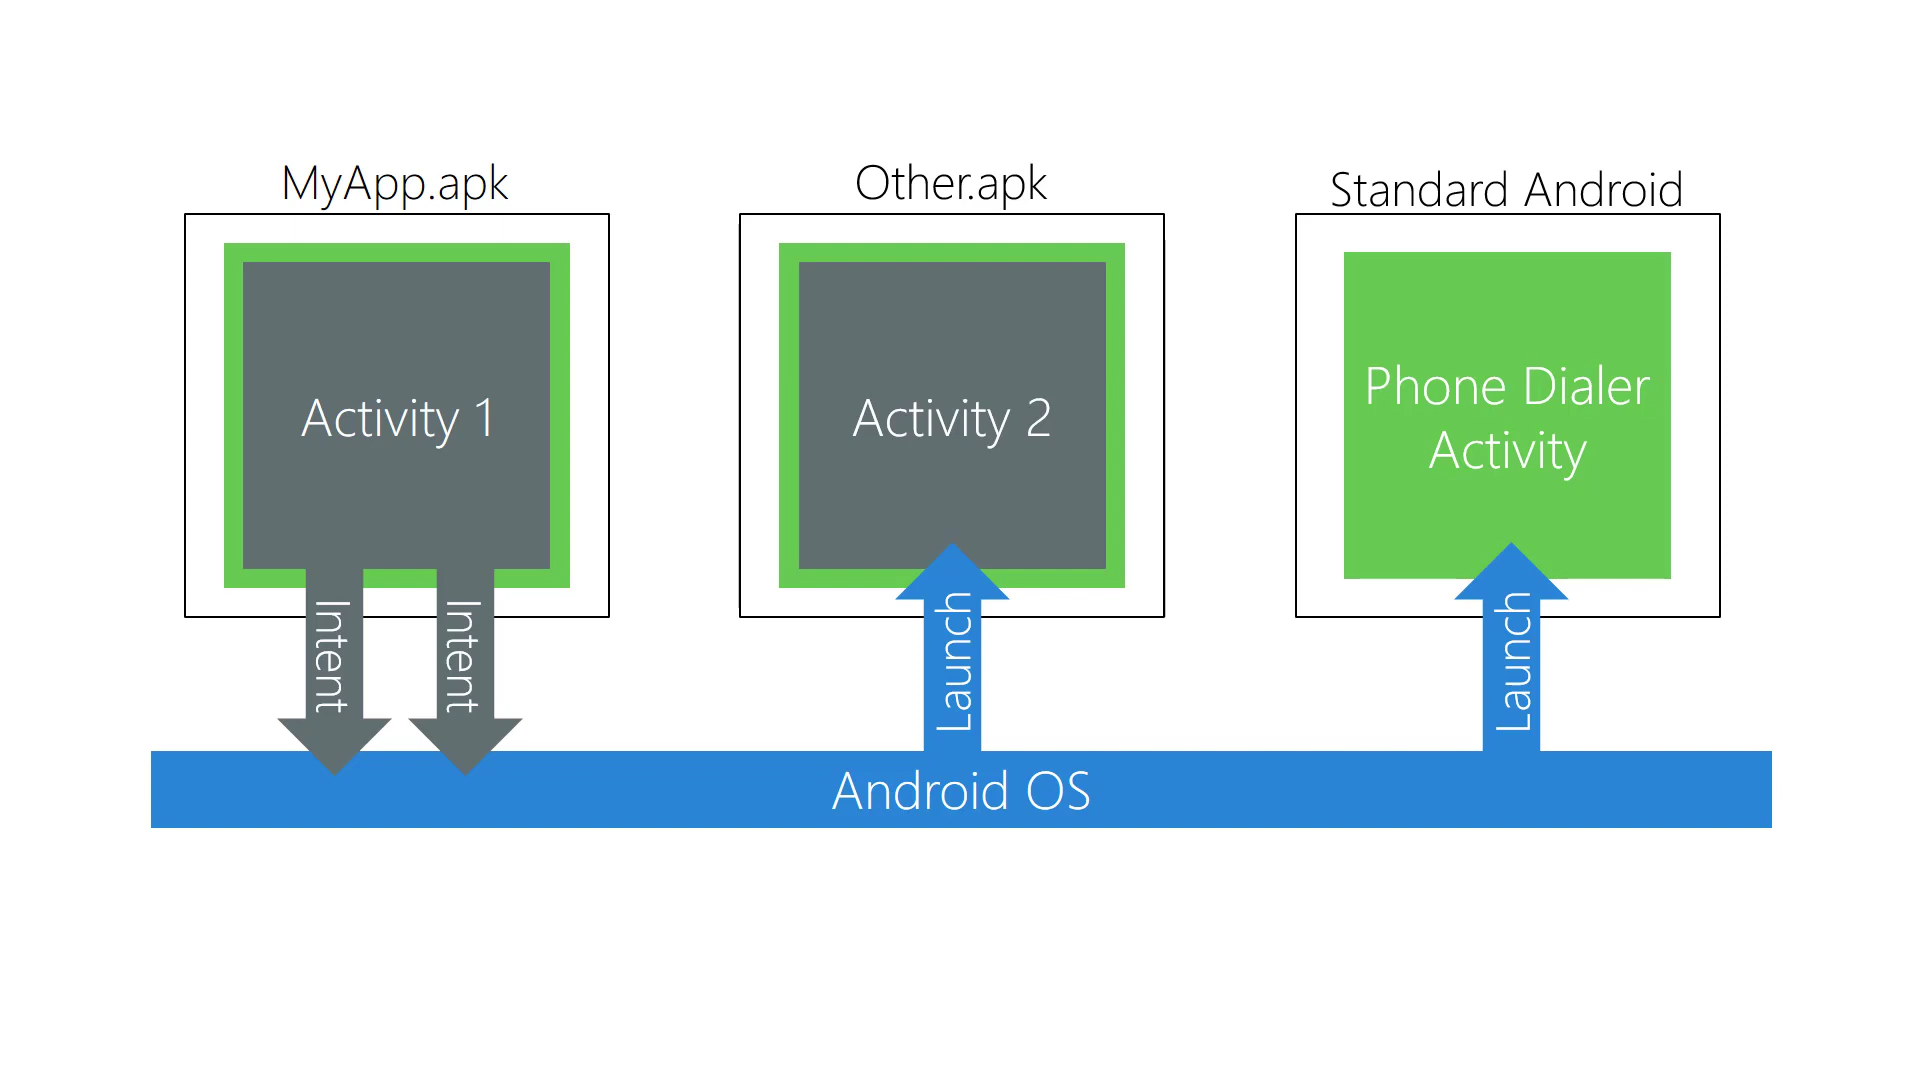 MyApp.apk
Other.apk
Standard Android
Activity 1
Activity 2
Phone Dialer
Activity
Intent
Intent
Launch
Launch
Android OS